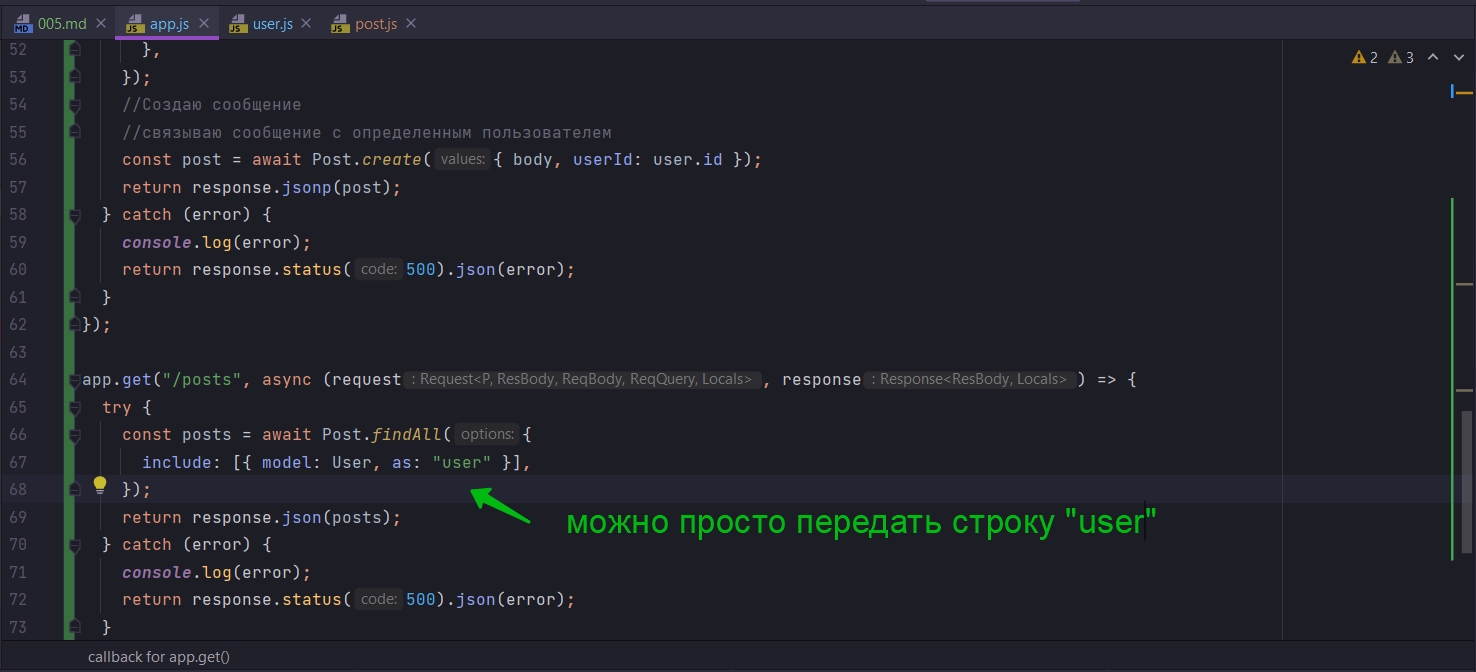 005.md
app.js
user.js
post.js
2
3
52 },
53 });
54 //Создаю сообщение
55 //связываю сообщение с определенным пользователем
56 const post = await Post.create( values: { body, userId: user.id });
57 return response.jsonp(post);
58 } catch (error) {
59 console.log(error);
60 return response.status( code: 500).json(error);
61 }
62 });
63
64 app.get("/posts", async (request : Request<P, ResBody, ReqBody, ReqQuery, Locals> , response : Response<ResBody, Locals> ) => {
65 try {
66 const posts = await Post.findAll( options: {
67 include: [{ model: User, as: "user" }],
68 });
69 return response.json(posts);
можно просто передать строку "user"
70 } catch (error) {
71 console.log(error);
72 return response.status( code: 500).json(error);
73 }
callback for app.get()